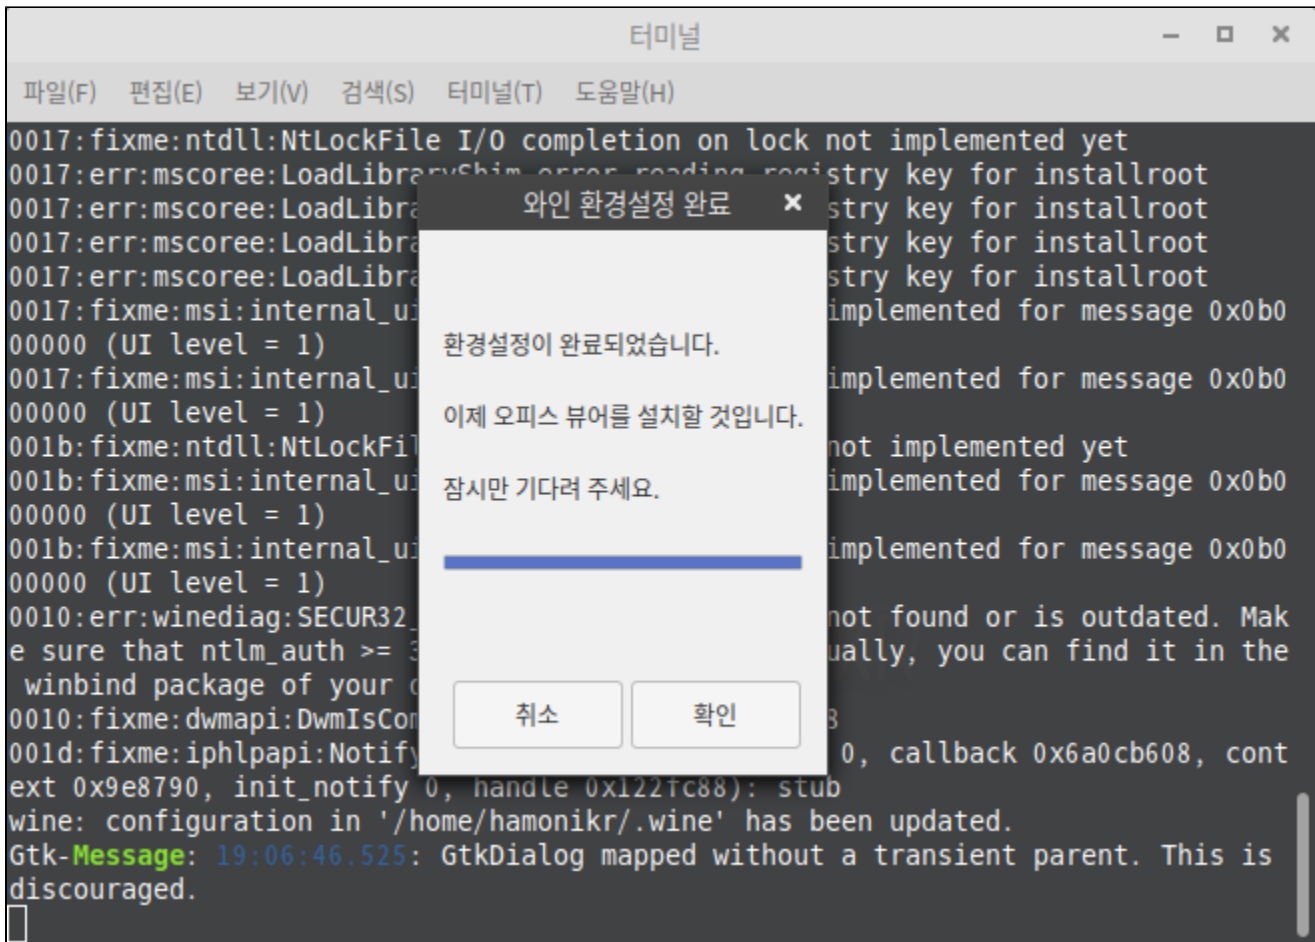 터미널
파일(F) 편집(E) 보기(V) 검색(S) 터미널(T) 도움말(H)
0017:fixme:ntdll:NtLockFile I/O completion on lock not implemented yet
0017:err:mscoree:LoadLibraryShim error reading registry key for installroot
0017:err:mscoree:LoadLibra stry key for installroot
0017:err:mscoree:LoadLibra stry key for installroot
0017:err:mscoree:LoadLibra stry key for installroot
0017:fixme:msi:internal_ui implemented for message 0x0b0
00000 (UI level = 1)
0017:fixme:msi:internal_ui implemented for message 0x0b0
00000 (UI level = 1)
001b:fixme:ntdll:NtLockFil not implemented yet
001b:fixme:msi:internal_ui implemented for message 0x0b0
00000 (UI level = 1)
001b:fixme:msi:internal_ui implemented for message 0x0b0
00000 (UI level = 1)
0010:err:winediag:SECUR32_ not found or is outdated. Mak
e sure that ntlm_auth >= 3 ually, you can find it in the
winbind package of your d
0010:fixme:dwmapi:DwmIsCom 8
001d:fixme:iphlpapi:Notify 0, callback 0x6a0cb608, cont
ext 0x9e8790, init_notify 0, handle 0x122fc88): stub
wine: configuration in '/home/hamonikr/.wine' has been updated.
Gtk-Message: 19:06:46.525: GtkDialog mapped without a transient parent. This is
discouraged.
와인 환경설정 완료
환경설정이 완료되었습니다.
이제 오피스 뷰어를 설치할 것입니다.
잠시만 기다려 주세요.
취소 확인